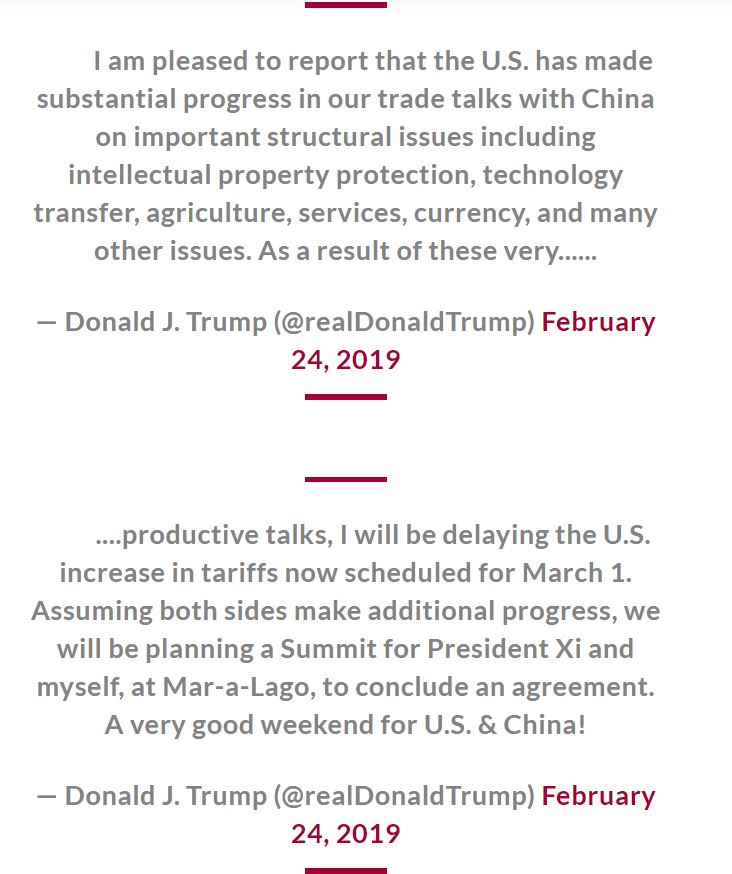 I am pleased to report that the U.S. has made
substantial progress in our trade talks with China
on important structural issues including
intellectual property protection, technology
transfer, agriculture, services, currency, and many
other issues. As a result of these very......
— Donald J. Trump (@realDonaldTrump) February
24, 2019
....productive talks, I will be delaying the U.S.
increase in tariffs now scheduled for March 1.
Assuming both sides make additional progress, we
will be planning a Summit for President Xi and
myself, at Mar-a-Lago, to conclude an agreement.
A very good weekend for U.S. & China!
— Donald J. Trump (@realDonaldTrump) February
24, 2019